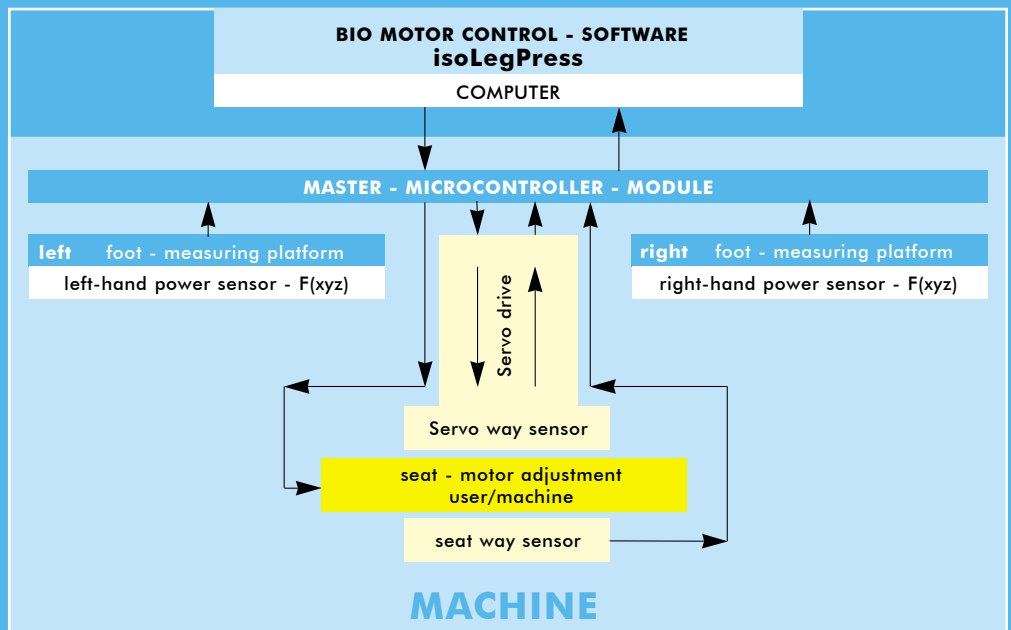 BIO MOTOR CONTROL - SOFTWARE
isoLegPress
COMPUTER
MASTER - MICROCONTROLLER - MODULE
left foot - measuring platform
left-hand power sensor - F(xyz)
Servo drive
right foot - measuring platform
right-hand power sensor - F(xyz)
Servo way sensor
seat - motor adjustment
user/machine
seat way sensor
MACHINE